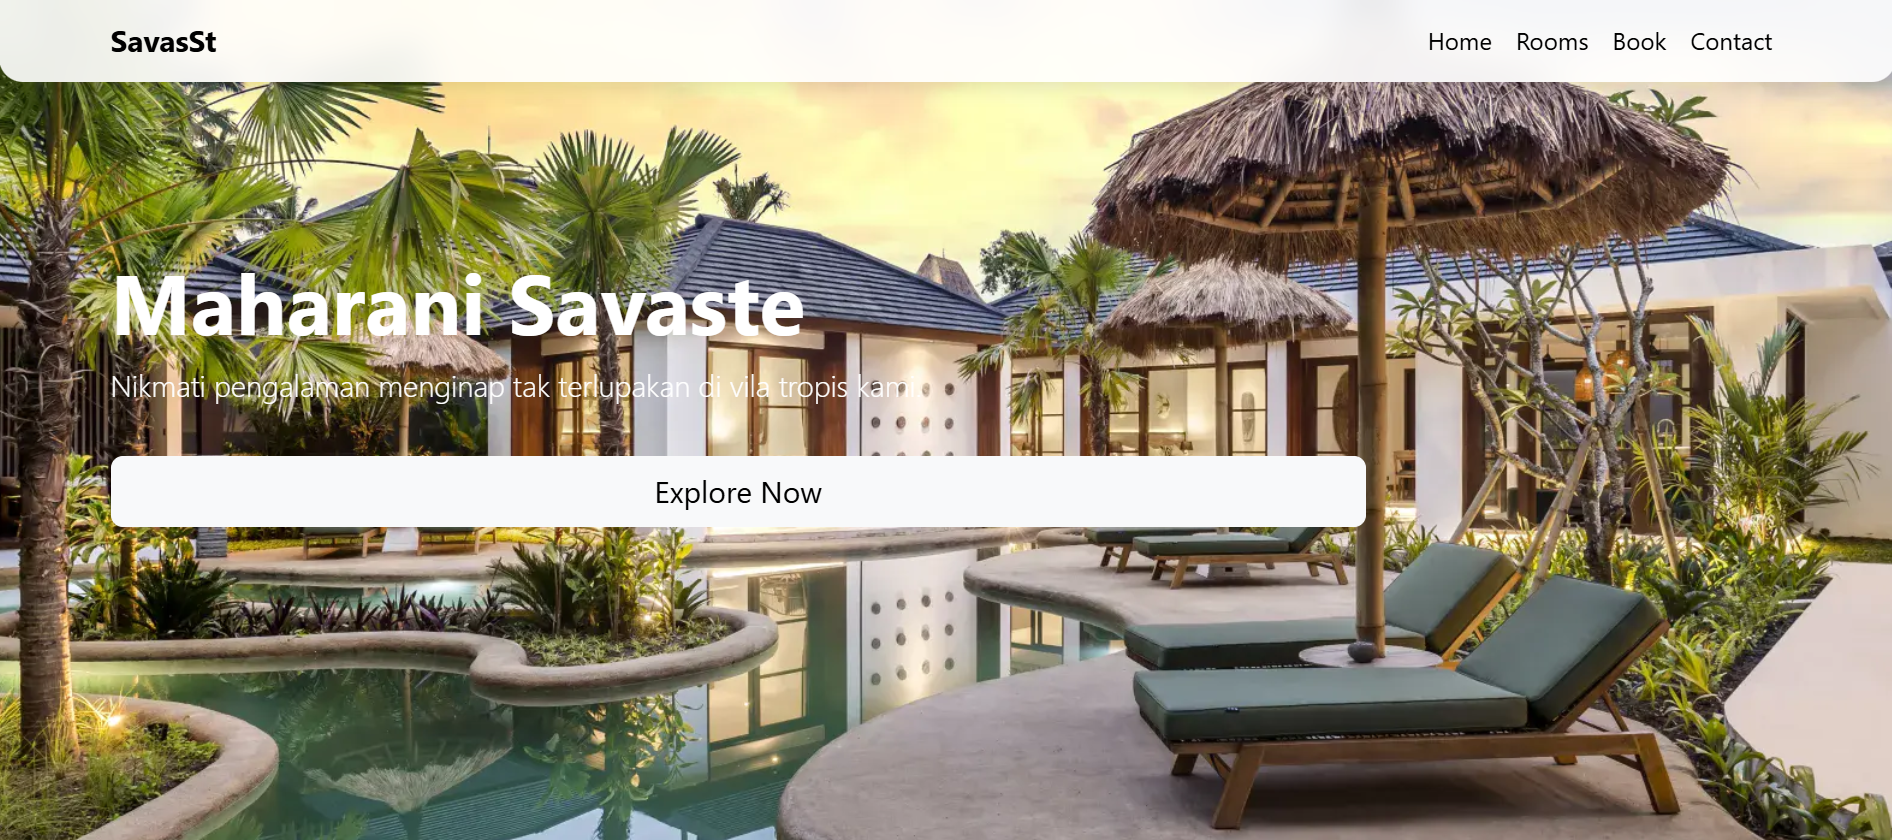 SavasSt
Home Rooms Book Contact
Maharani Savaste
Nikmati pengalaman menginap tak terlupakan di vila tropis kami.
Explore Now